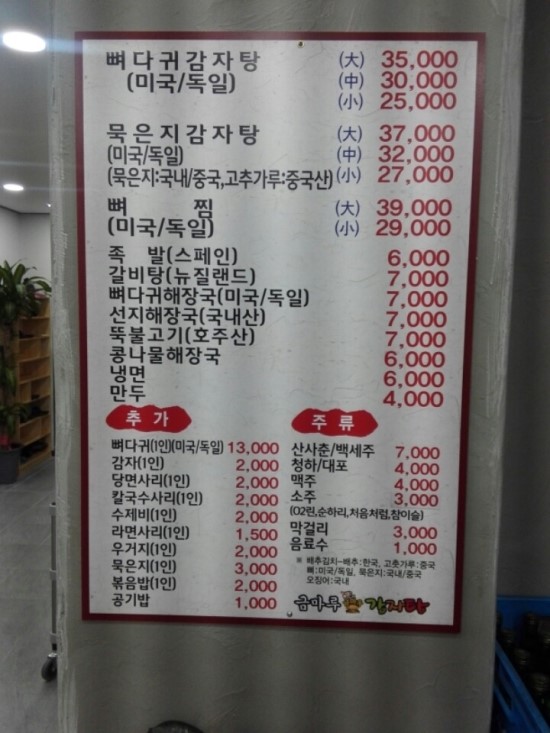 뼈다귀감자탕 (大) 35,000
(미국/독일) (中) 30,000
(小) 25,000
묵은지감자탕 (大) 37,000
(미국/독일) (中) 32,000
(묵은지:국내/중국,고추가루:중국산) (小) 27,000
뼈 찜 (大) 39,000
(미국/독일) (小) 29,000
족 발(스페인) 6,000
갈비탕(뉴질랜드) 7,000
뼈다귀해장국(미국/독일) 7,000
선지해장국(국내산) 7,000
뚝불고기(호주산) 7,000
콩나물해장국 6,000
냉면 6,000
만두 4,000
추 가
뼈다귀(1인)(미국/독일) 13,000
감자(1인) 2,000
당면사리(1인) 2,000
칼국수사리(1인) 2,000
수제비(1인) 2,000
라면사리(1인) 1,500
우거지(1인) 2,000
묵은지(1인) 3,000
볶음밥(1인) 2,000
공기밥 1,000
주 류
산사춘/백세주 7,000
청하/대포 4,000
맥주 4,000
소주 3,000
(O2린,순하리,처음처럼,참이슬)
막걸리 3,000
음료수 1,000
※ 배추김치-배추:한국, 고춧가루:중국
뼈:미국/독일, 묵은지:국내/중국
오징어:국내
금마루 감자탕